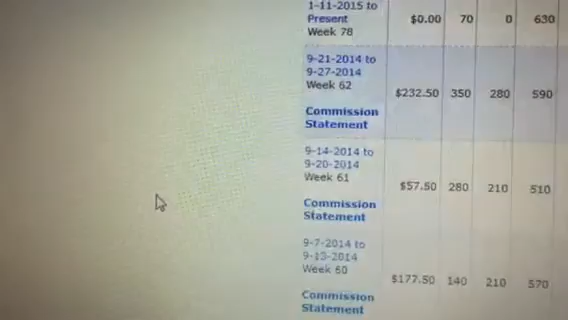 1-11-2015 to
Present
Week 78
$0.00 70 0 630
9-21-2014 to
9-27-2014
Week 62
$232.50 350 280 590
Commission
Statement
9-14-2014 to
9-20-2014
Week 61
$57.50 280 210 510
Commission
Statement
9-7-2014 to
9-13-2014
Week 60
$177.50 140 210 570
Commission
Statement